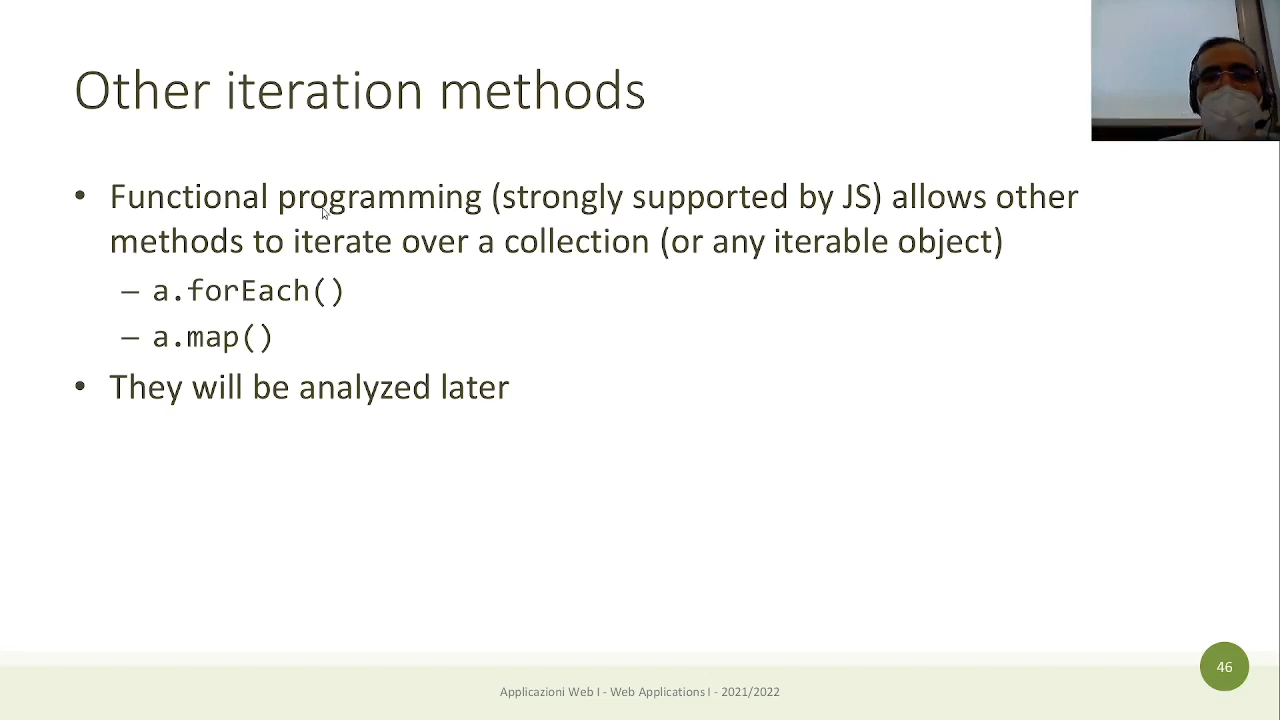 Other iteration methods
• Functional programming (strongly supported by JS) allows other
methods to iterate over a collection (or any iterable object)
– a.forEach()
– a.map()
• They will be analyzed later
46
Applicazioni Web I - Web Applications I - 2021/2022